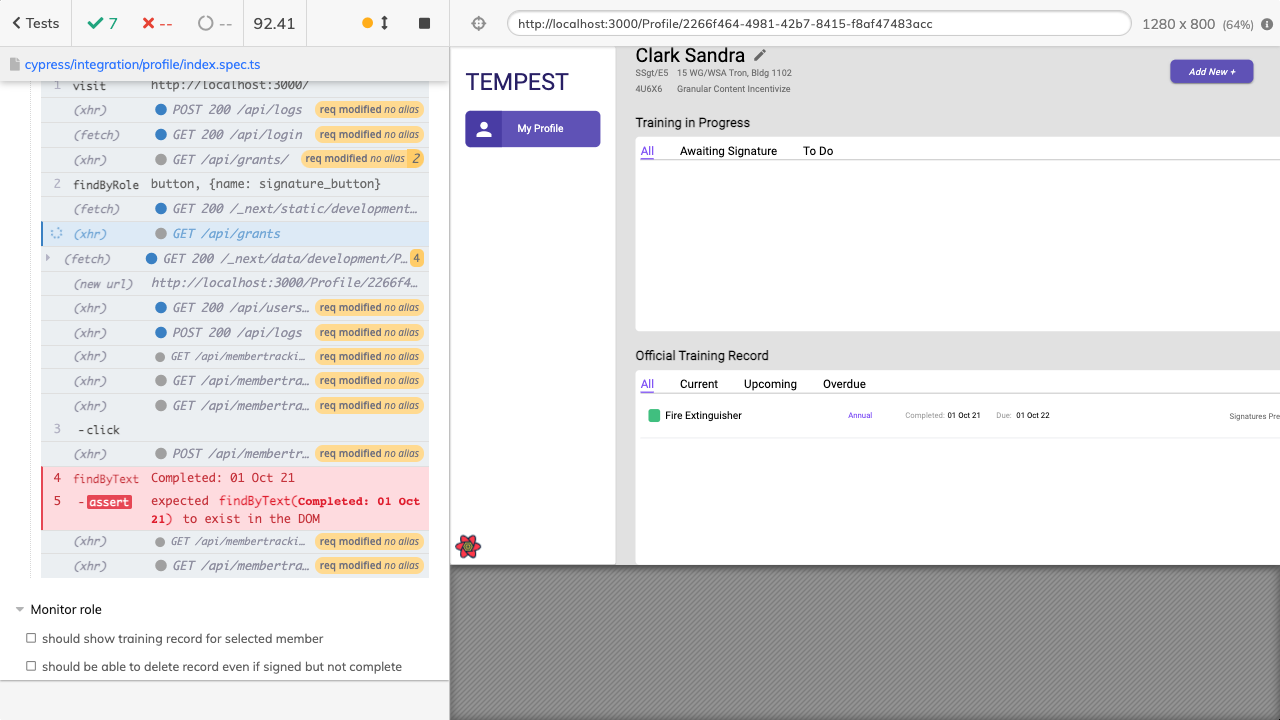 Tests
7
--
--
92.41
cypress/integration/profile/index.spec.ts
1 visit http://localhost:3000/
(xhr) POST 200 /api/logs req modified no alias
(fetch) GET 200 /api/login req modified no alias
(xhr) GET /api/grants/ req modified no alias 2
2 findByRole button, {name: signature_button}
(fetch) GET 200 /_next/static/development...
(xhr) GET /api/grants
(fetch) GET 200 /_next/data/development/P... 4
(new url) http://localhost:3000/Profile/2266f4...
(xhr) GET 200 /api/users... req modified no alias
(xhr) POST 200 /api/logs req modified no alias
(xhr) GET /api/membertracki... req modified no alias
(xhr) GET /api/membertra... req modified no alias
(xhr) GET /api/membertra... req modified no alias
3 -click
(xhr) POST /api/membertr... req modified no alias
4 findByText Completed: 01 Oct 21
5 -assert expected findByText(Completed: 01 Oct
21) to exist in the DOM
(xhr) GET /api/membertracki... req modified no alias
(xhr) GET /api/membertra... req modified no alias
Monitor role
should show training record for selected member
should be able to delete record even if signed but not complete
http://localhost:3000/Profile/2266f464-4981-42b7-8415-f8af47483acc
1280 x 800 (64%)
TEMPEST
My Profile
Clark Sandra
SSgt/E5 15 WG/WSA Tron, Bldg 1102
4U6X6 Granular Content Incentivize
Add New +
Training in Progress
All Awaiting Signature To Do
Official Training Record
All Current Upcoming Overdue
Fire Extinguisher Annual Completed: 01 Oct 21 Due: 01 Oct 22 Signatures Pre